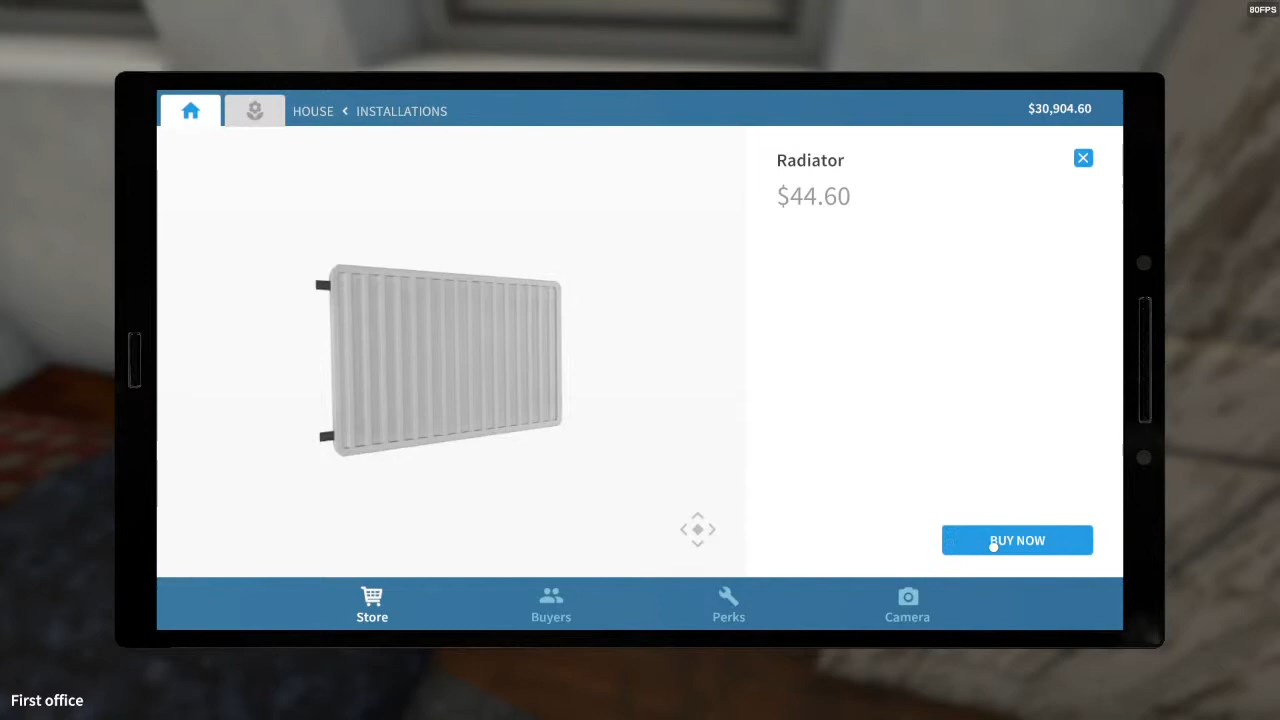 80FPS
HOUSE < INSTALLATIONS
$30,904.60
Radiator
$44.60
BUY NOW
Store
Buyers
Perks
Camera
First office